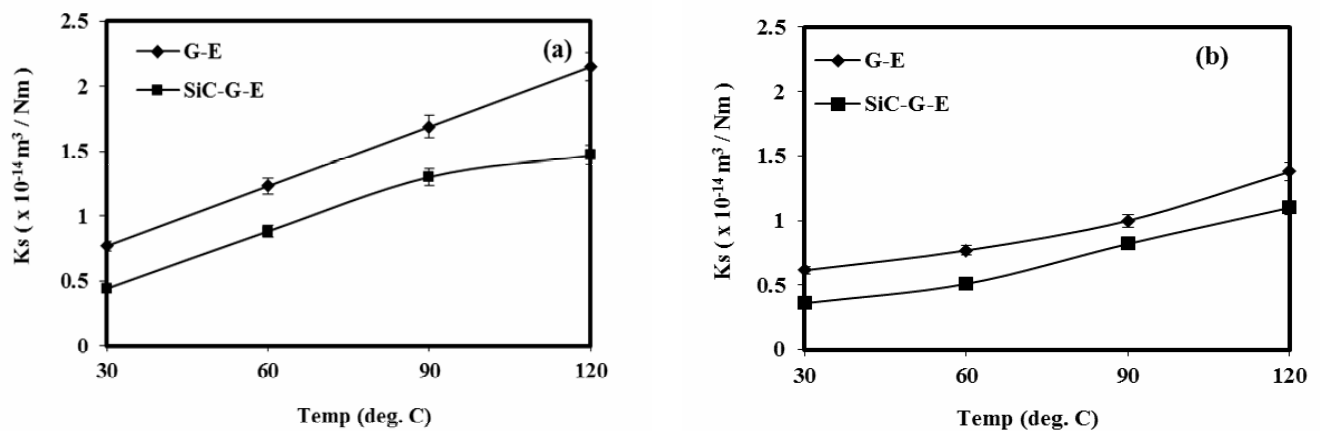 2.5
2
1.5
1
0.5
0
Ks ( x 10⁻¹⁴ m³ / Nm )
G-E
SiC-G-E
(a)
30 60 90 120
Temp (deg. C)
2.5
2
1.5
1
0.5
0
Ks ( x 10⁻¹⁴ m³ / Nm )
G-E
SiC-G-E
(b)
30 60 90 120
Temp (deg. C)